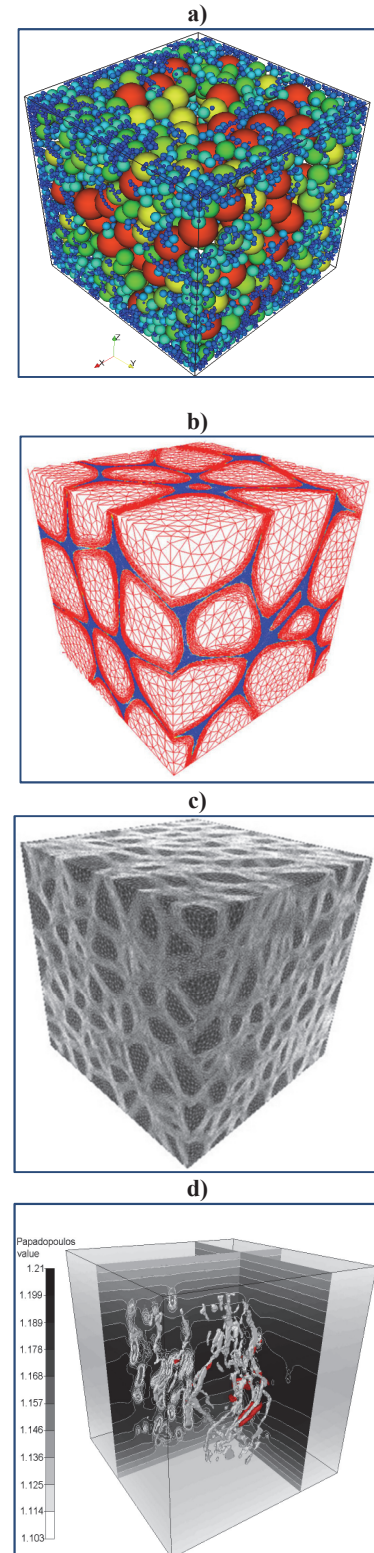 a)
Z
X
Y
b)
c)
d)
Papadopoulos
value
1.21
1.199
1.189
1.178
1.168
1.157
1.146
1.136
1.125
1.114
1.103